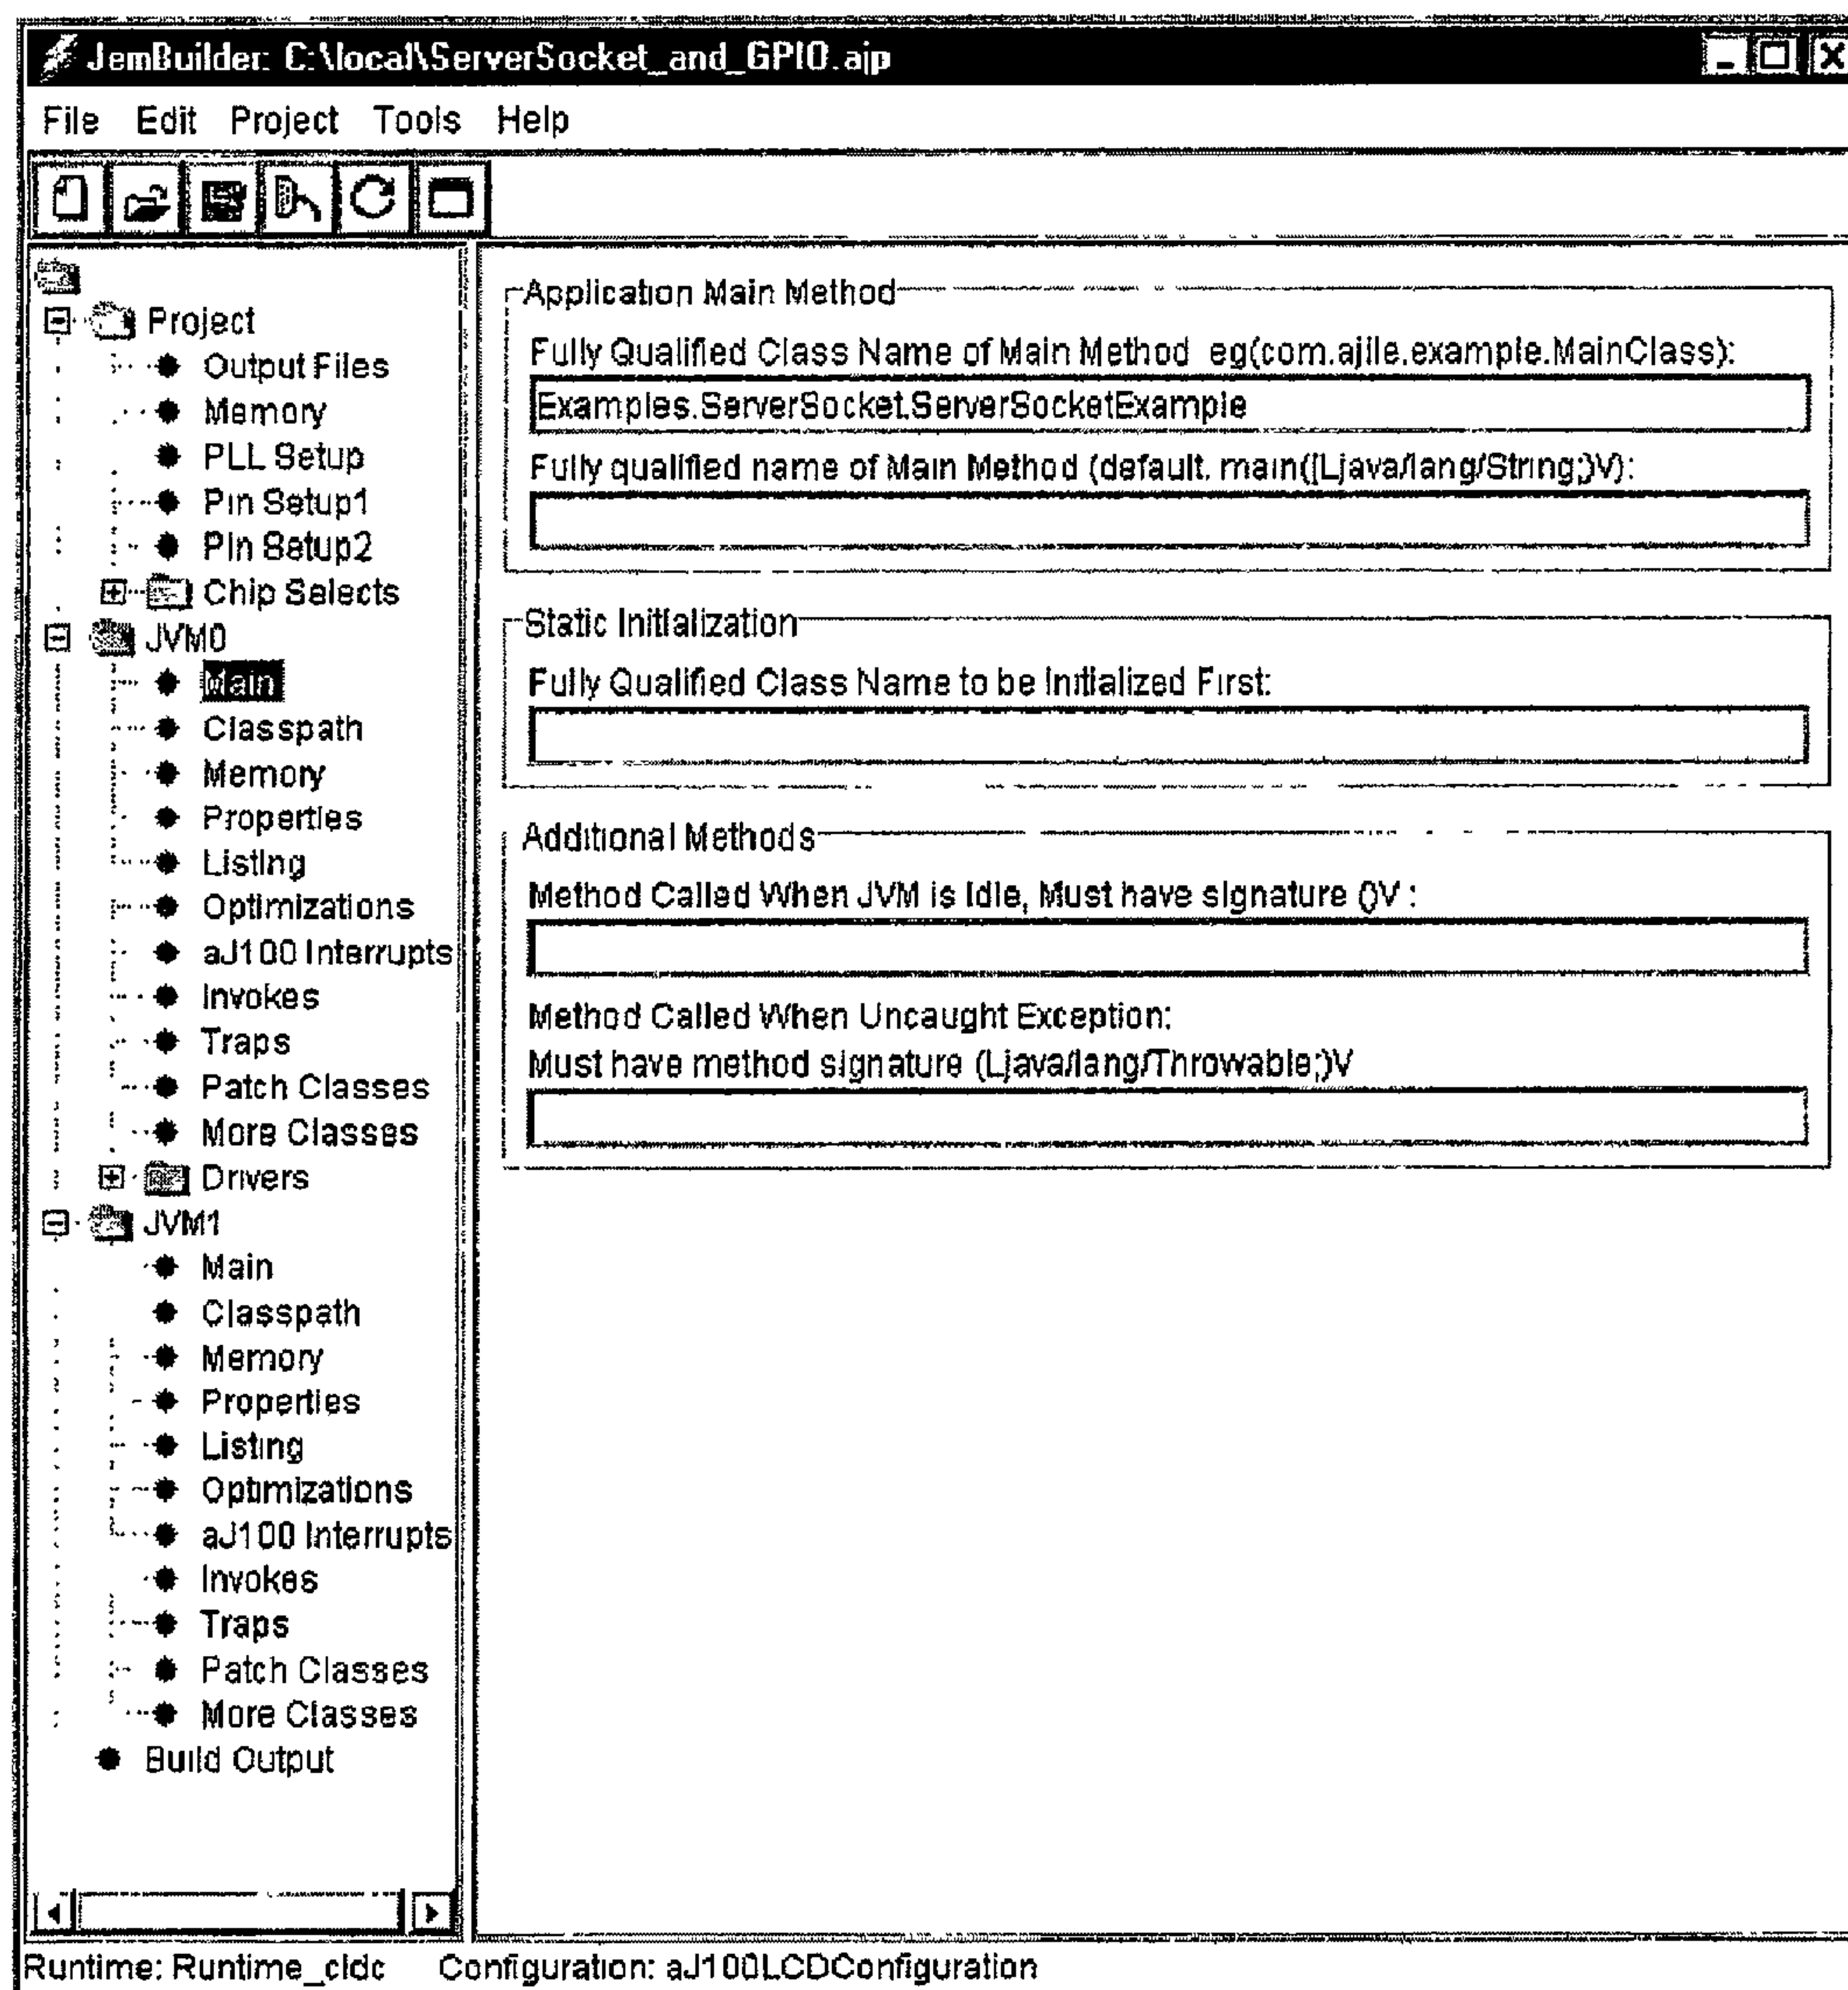 JemBuilder: C:\local\ServerSocket_and_GPIO.ajp
File Edit Project Tools Help
Project
Output Files
Memory
PLL Setup
Pin Setup1
Pin Setup2
Chip Selects
JVM0
Main
Classpath
Memory
Properties
Listing
Optimizations
aJ100 Interrupts
Invokes
Traps
Patch Classes
More Classes
Drivers
JVM1
Main
Classpath
Memory
Properties
Listing
Optimizations
aJ100 Interrupts
Invokes
Traps
Patch Classes
More Classes
Build Output
Application Main Method
Fully Qualified Class Name of Main Method eg(com.ajile.example.MainClass):
Examples.ServerSocket.ServerSocketExample
Fully qualified name of Main Method (default. main([Ljava/lang/String;)V):
Static Initialization
Fully Qualified Class Name to be Initialized First:
Additional Methods
Method Called When JVM is Idle, Must have signature ()V :
Method Called When Uncaught Exception:
Must have method signature (Ljava/lang/Throwable;)V
Runtime: Runtime_cldc Configuration: aJ100LCDConfiguration